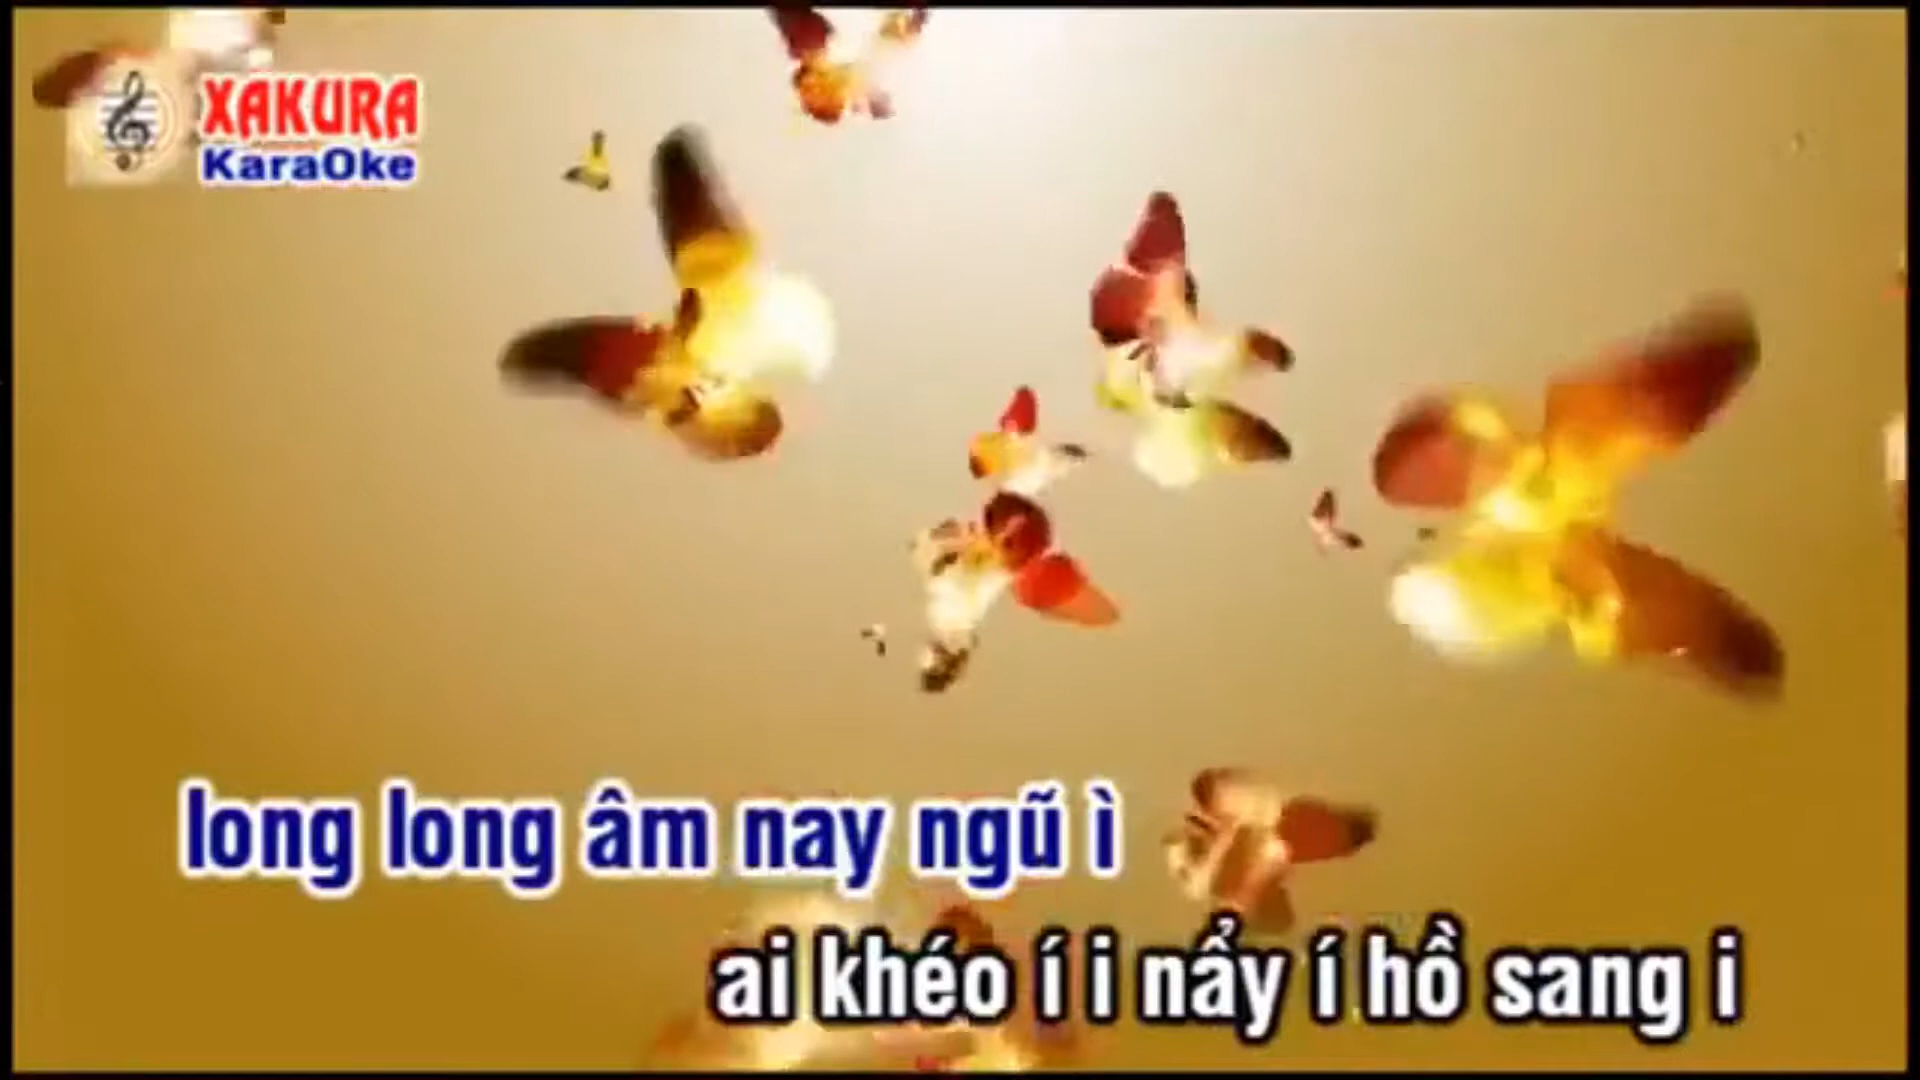 XAKURA
KaraOke
long long âm nay ngũ ì
ai khéo í i nẩy í hồ sang i